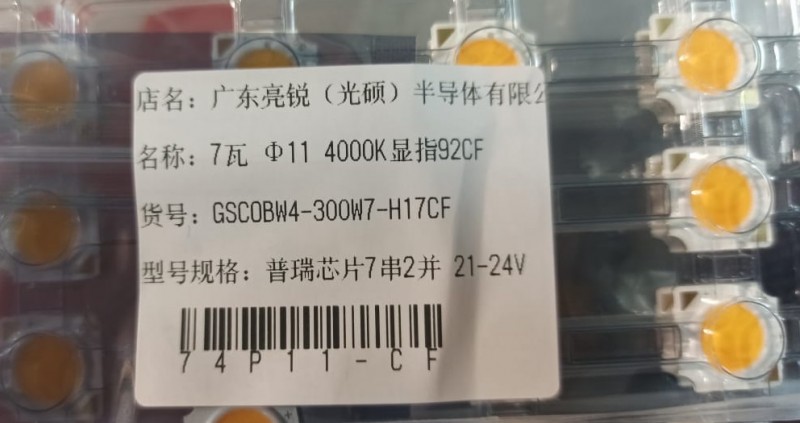 店名：广东亮锐（光硕）半导体有限公
名称：7瓦 Φ11 4000K显指92CF
货号：GSCOBW4-300W7-H17CF
型号规格：普瑞芯片7串2并 21-24V
74P11-CF